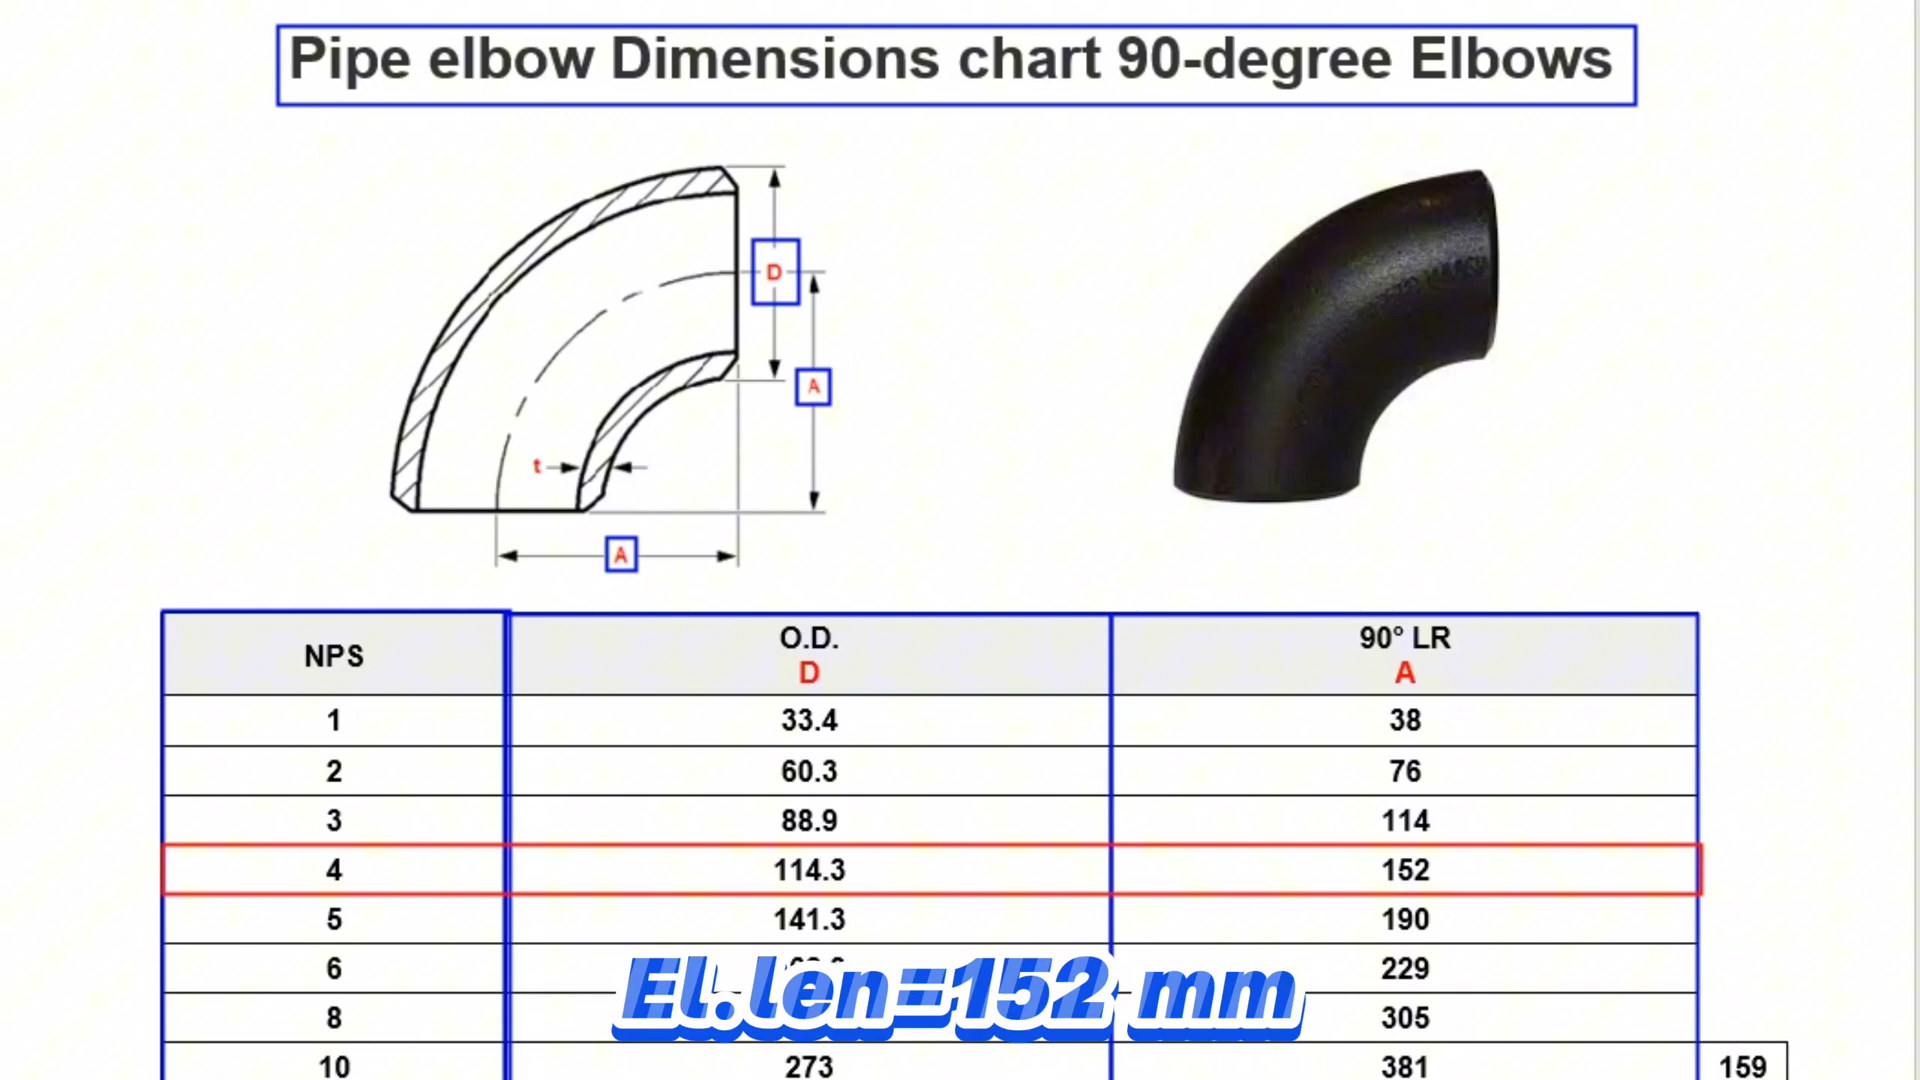 Pipe elbow Dimensions chart 90-degree Elbows
D
A
t
A
NPS O.D. D 90° LR A
1 33.4 38
2 60.3 76
3 88.9 114
4 114.3 152
5 141.3 190
6 229
8 305
10 273 381 159
El.len=152 mm